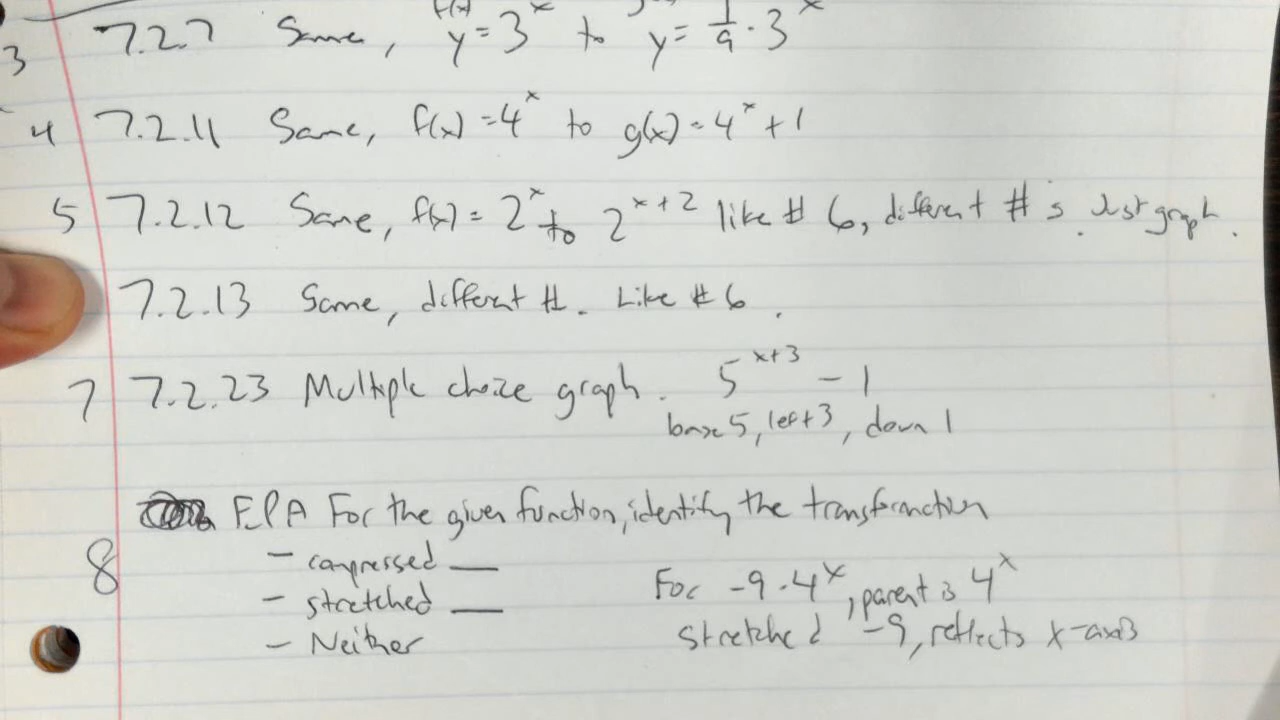 f(x)
3 7.2.7 Same, y = 3^x to y = 1/9 · 3^x
4 7.2.11 Same, f(x) = 4^x to g(x) = 4^x + 1
5 7.2.12 Same, f(x) = 2^x to 2^x+2 like # 6, different #s. Just graph.
7.2.13 Same, different #. Like # 6.
7 7.2.23 Multiple choice graph. 5^x+3 - 1
base 5, left 3, down 1
For the given function, identify the transformation
8 - compressed __
For -9 · 4^x, parent is 4^x
- stretched __
stretched -9, reflects x-axis
- Neither